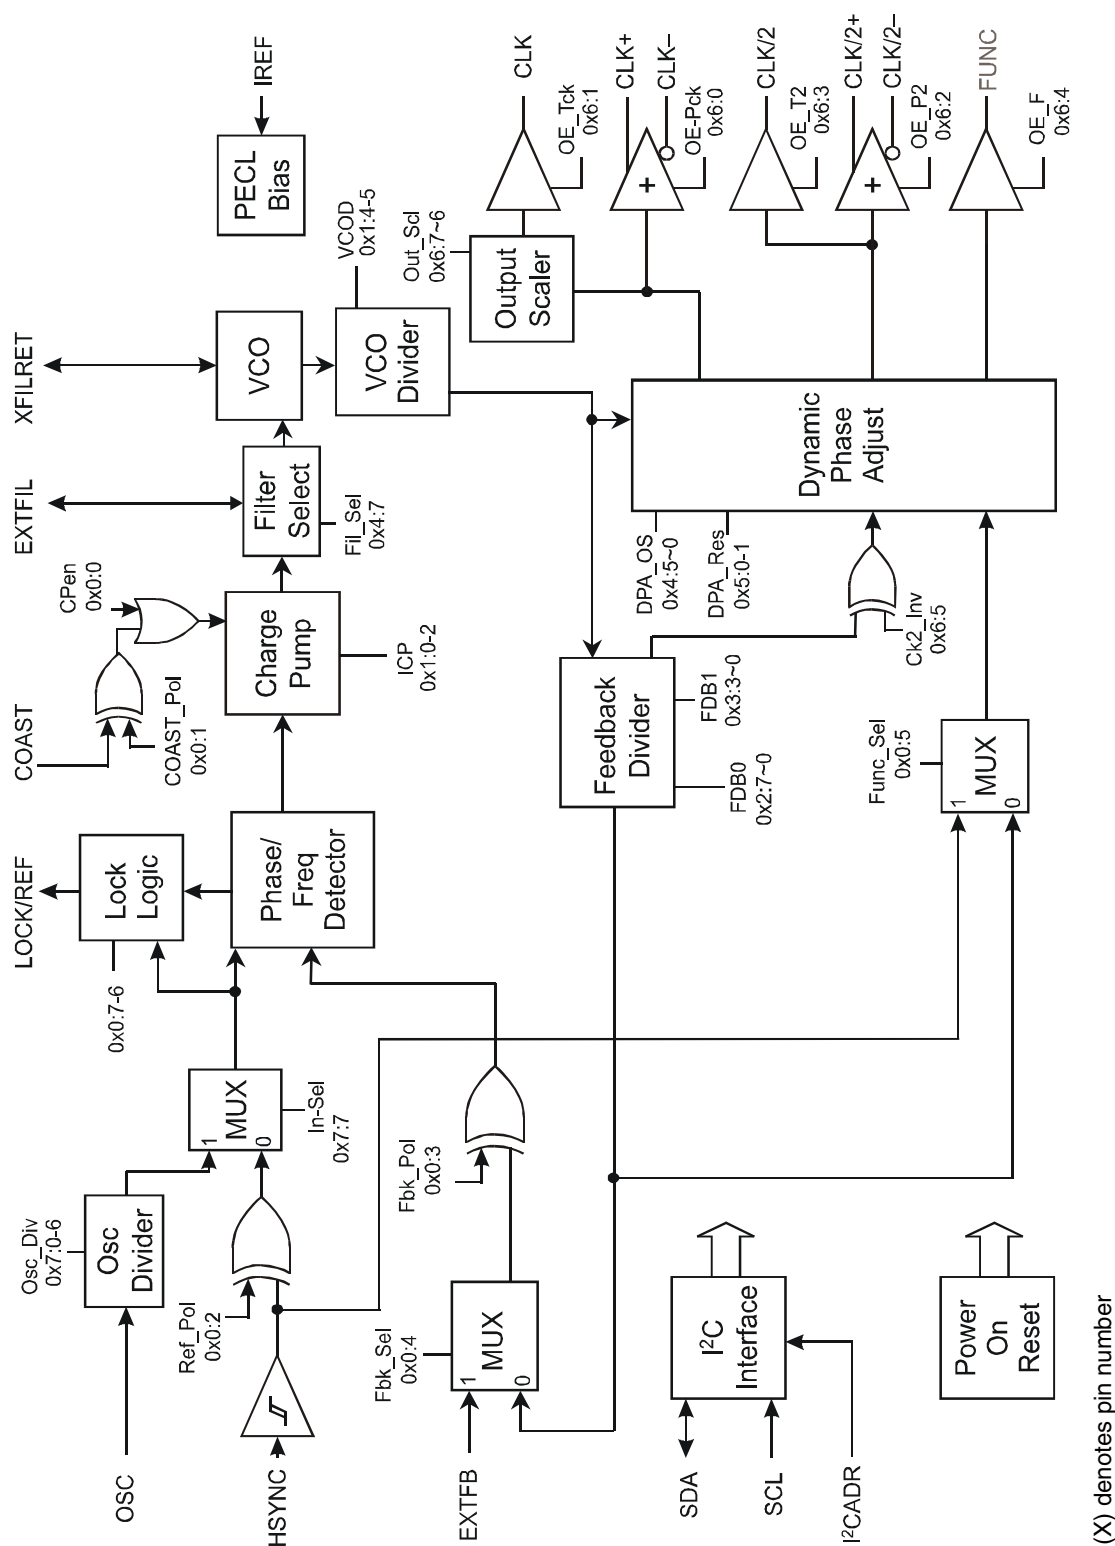 OSC
Osc_Div
0x7:0-6
Osc
Divider
HSYNC
Ref_Pol
0x0:2
1
0
MUX
In-Sel
0x7:7
0x0:7-6
LOCK/REF
Lock
Logic
Phase/
Freq
Detector
COAST
COAST_Pol
0x0:1
CPen
0x0:0
Charge
Pump
ICP
0x1:0-2
EXTFIL
Filter
Select
Fil_Sel
0x4:7
XFILRET
VCO
VCO
Divider
VCOD
0x1:4-5
PECL
Bias
IREF
EXTFB
Fbk_Sel
0x0:4
1
0
MUX
Fbk_Pol
0x0:3
Feedback
Divider
FDB0
0x2:7~0
FDB1
0x3:3~0
DPA_OS
0x4:5~0
DPA_Res
0x5:0-1
Ck2_Inv
0x6:5
Func_Sel
0x0:5
1
0
MUX
Dynamic
Phase
Adjust
Out_Scl
0x6:7~6
Output
Scaler
CLK
OE_Tck
0x6:1
CLK+
CLK–
+
OE-Pck
0x6:0
CLK/2
OE_T2
0x6:3
CLK/2+
CLK/2–
+
OE_P2
0x6:2
FUNC
OE_F
0x6:4
SDA
SCL
I²CADR
I²C
Interface
Power
On
Reset
(X) denotes pin number